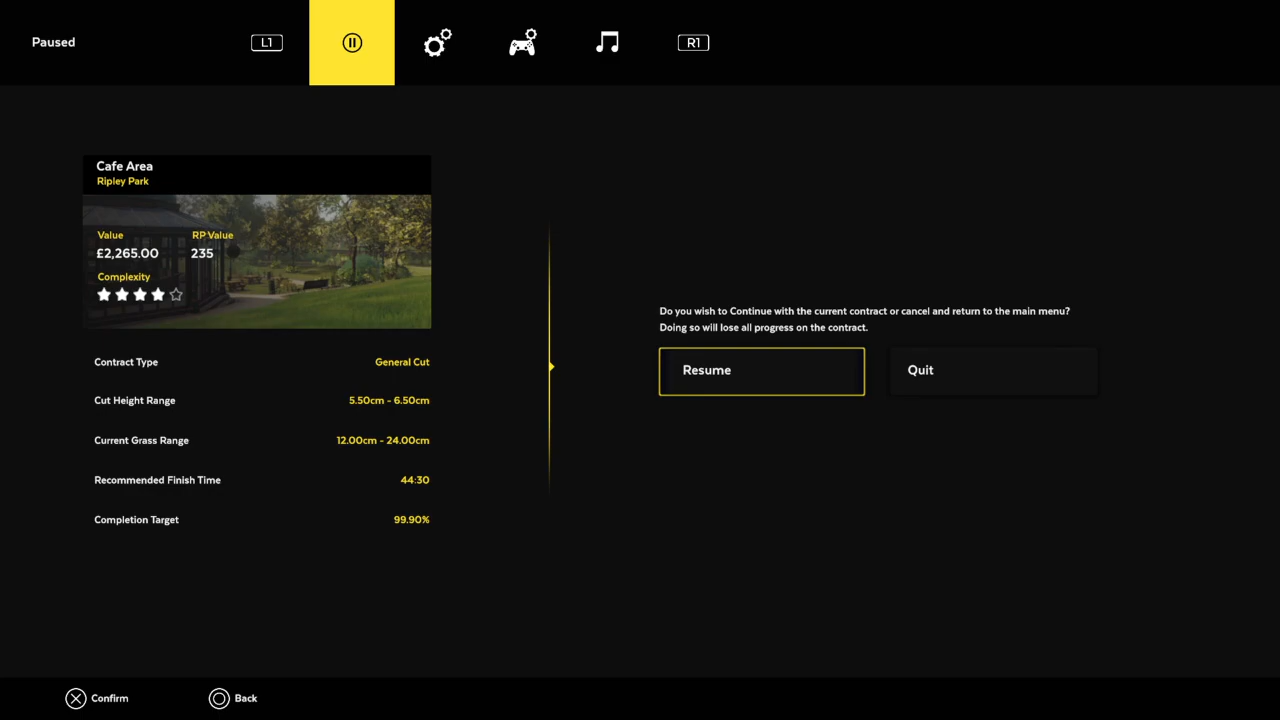 Paused
L1
R1
Cafe Area
Ripley Park
Value
RP Value
£2,265.00
235
Complexity
Contract Type
General Cut
Cut Height Range
5.50cm - 6.50cm
Current Grass Range
12.00cm - 24.00cm
Recommended Finish Time
44:30
Completion Target
99.90%
Do you wish to Continue with the current contract or cancel and return to the main menu?
Doing so will lose all progress on the contract.
Resume
Quit
Confirm
Back